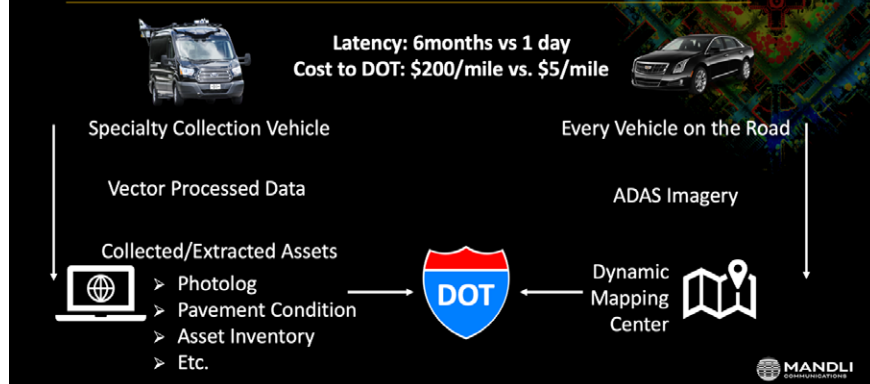 Latency: 6months vs 1 day
Cost to DOT: $200/mile vs. $5/mile
Specialty Collection Vehicle
Every Vehicle on the Road
Vector Processed Data
ADAS Imagery
Collected/Extracted Assets
➢ Photolog
➢ Pavement Condition
➢ Asset Inventory
➢ Etc.
DOT
Dynamic
Mapping
Center
MANDLI
COMMUNICATIONS